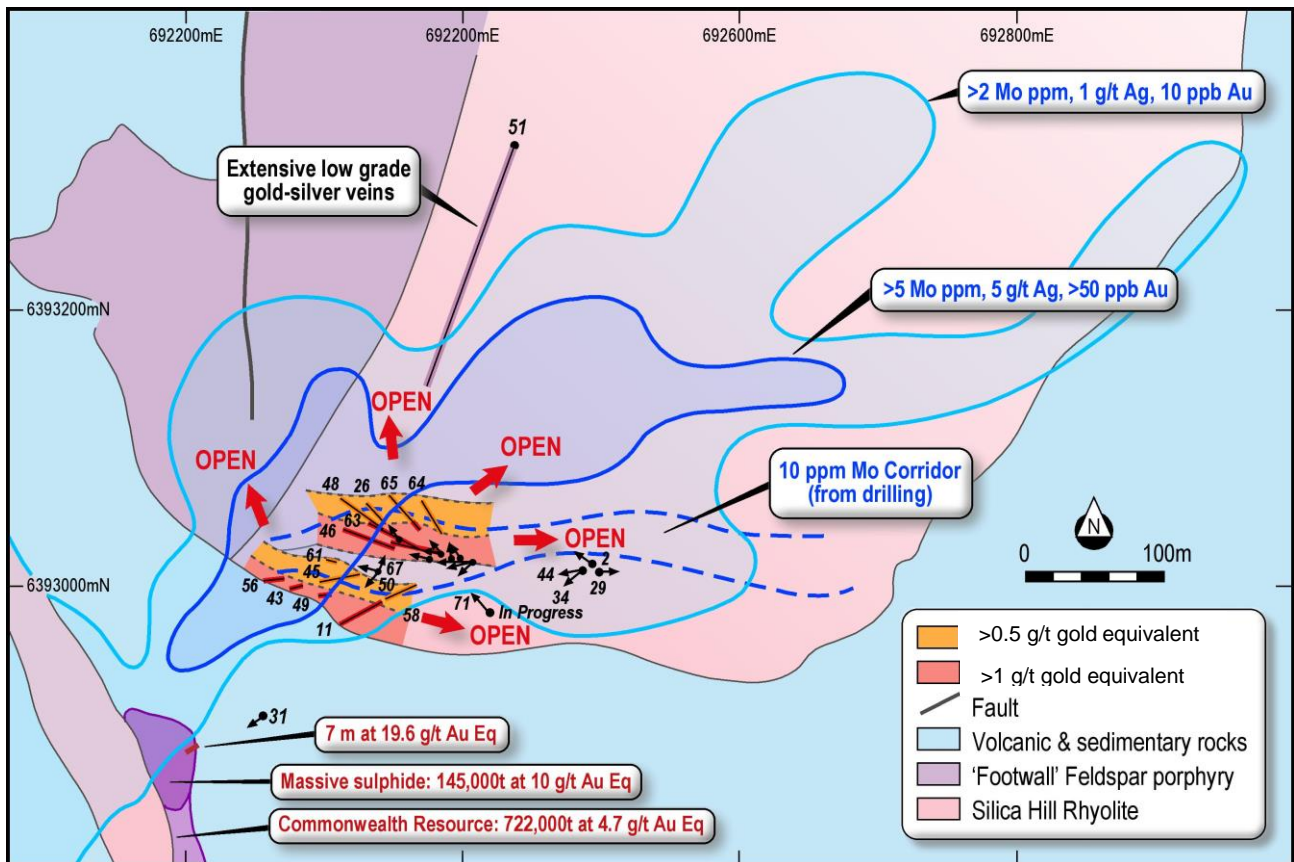 692200mE
692200mE
692600mE
692800mE
>2 Mo ppm, 1 g/t Ag, 10 ppb Au
51
Extensive low grade
gold-silver veins
>5 Mo ppm, 5 g/t Ag, >50 ppb Au
6393200mN
OPEN
OPEN
OPEN
10 ppm Mo Corridor
(from drilling)
48
26
65
64
63
46
OPEN
N
0
100m
61
67
2
6393000mN
45
56
50
44
29
43
49
34
71
In Progress
58
11
OPEN
>0.5 g/t gold equivalent
>1 g/t gold equivalent
Fault
Volcanic & sedimentary rocks
'Footwall' Feldspar porphyry
Silica Hill Rhyolite
31
7 m at 19.6 g/t Au Eq
Massive sulphide: 145,000t at 10 g/t Au Eq
Commonwealth Resource: 722,000t at 4.7 g/t Au Eq